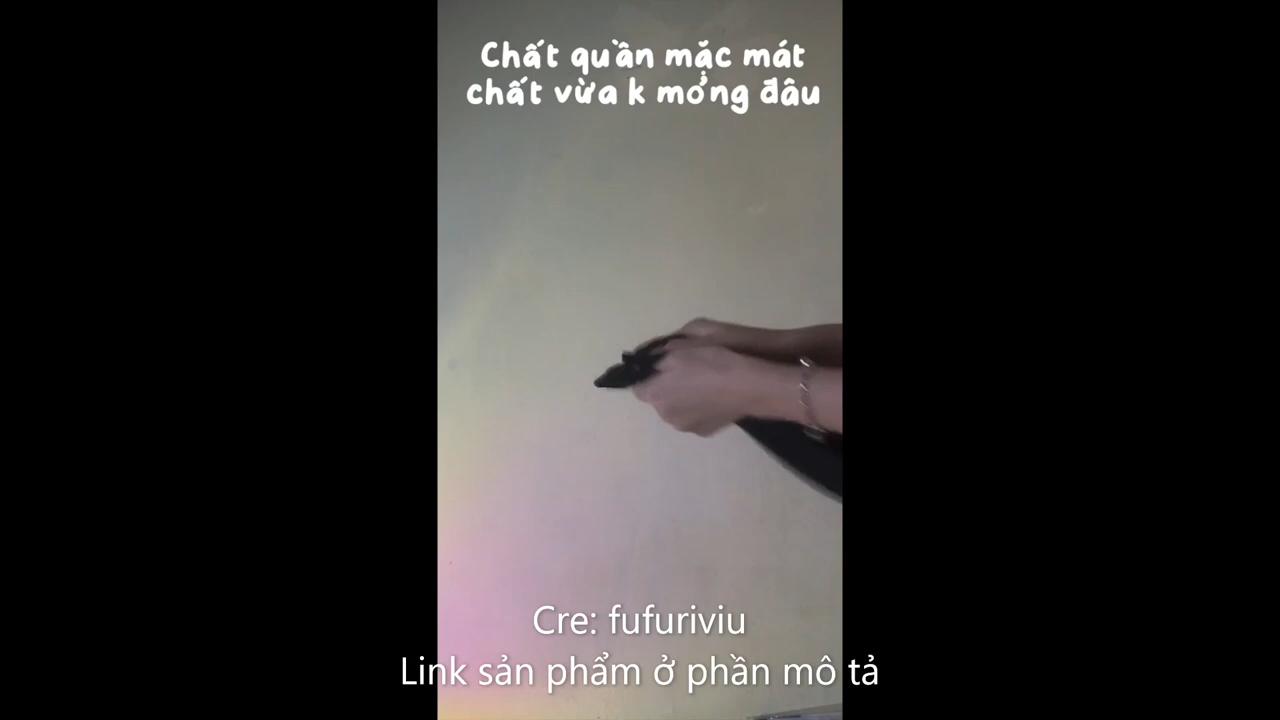 Chất quần mặc mát
chất vừa k mỏng đâu
Cre: fufuriviu
Link sản phẩm ở phần mô tả